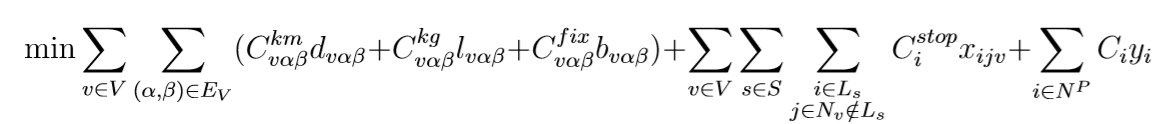 min ∑_{v∈V} ∑_{(α,β)∈E_V} (C^{km}_{vαβ} d_{vαβ} + C^{kg}_{vαβ} l_{vαβ} + C^{fix}_{vαβ} b_{vαβ}) + ∑_{v∈V} ∑_{s∈S} ∑_{i∈L_s j∈N_v∉L_s} C^{stop}_i x_{ijv} + ∑_{i∈N^P} C_i y_i